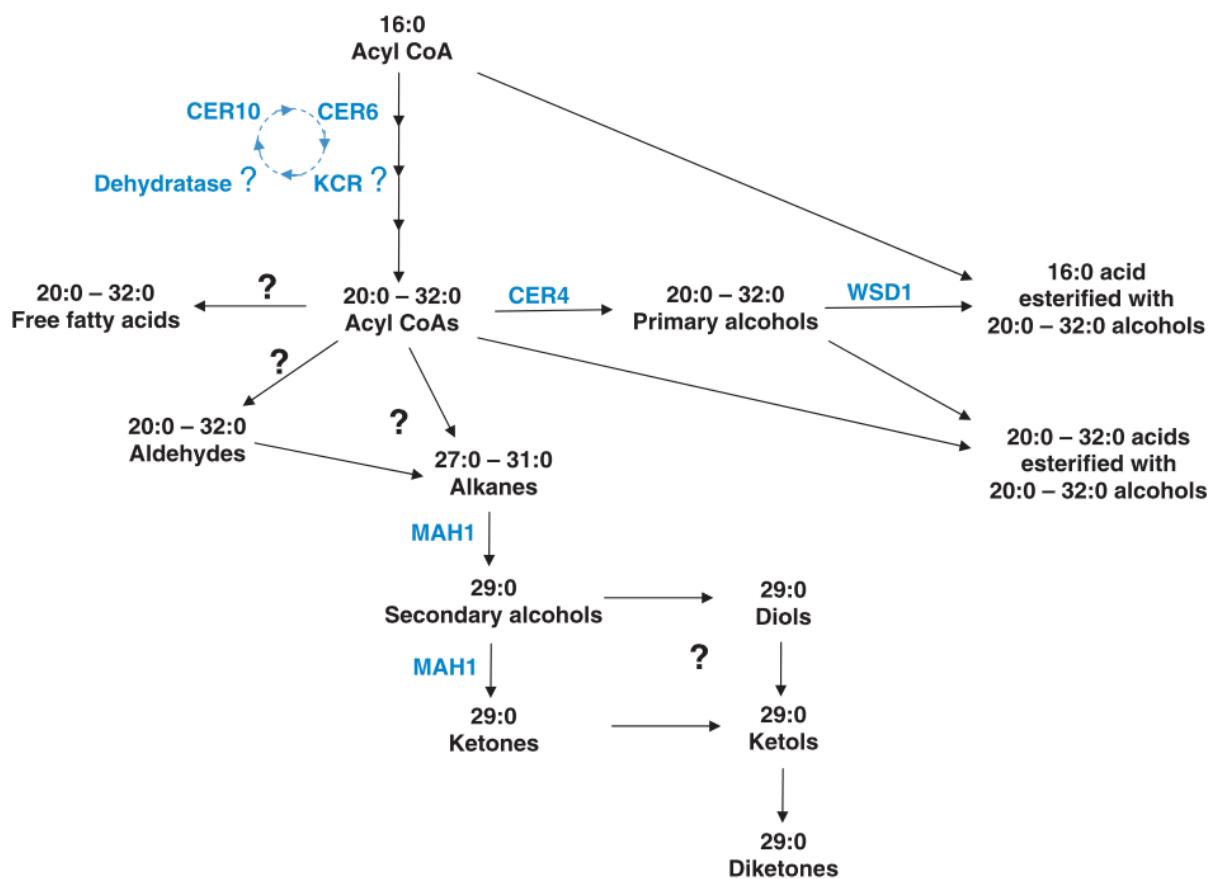 16:0
Acyl CoA
CER10 CER6
Dehydratase ? KCR ?
20:0 – 32:0
Free fatty acids
?
20:0 – 32:0
Acyl CoAs
CER4
20:0 – 32:0
Primary alcohols
WSD1
16:0 acid
esterified with
20:0 – 32:0 alcohols
?
20:0 – 32:0
Aldehydes
?
27:0 – 31:0
Alkanes
20:0 – 32:0 acids
esterified with
20:0 – 32:0 alcohols
MAH1
29:0
Secondary alcohols
29:0
Diols
MAH1
?
29:0
Ketones
29:0
Ketols
29:0
Diketones